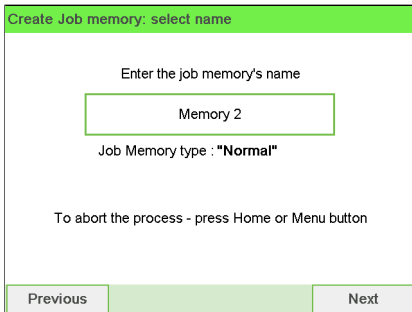 Create Job memory: select name
Enter the job memory's name
Memory 2
Job Memory type : "Normal"
To abort the process - press Home or Menu button
Previous Next